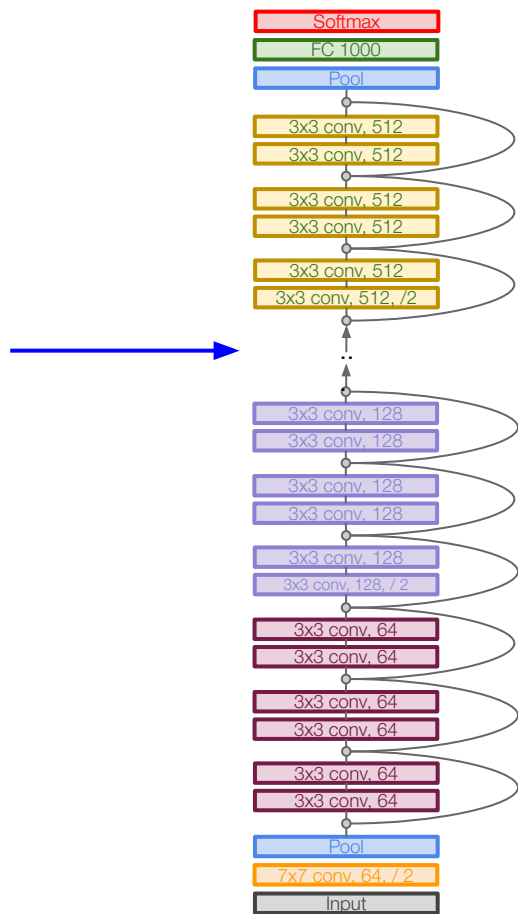 Softmax
FC 1000
Pool
3x3 conv, 512
3x3 conv, 512
3x3 conv, 512
3x3 conv, 512
3x3 conv, 512
3x3 conv, 512, /2
..
.
3x3 conv, 128
3x3 conv, 128
3x3 conv, 128
3x3 conv, 128
3x3 conv, 128
3x3 conv, 128, / 2
3x3 conv, 64
3x3 conv, 64
3x3 conv, 64
3x3 conv, 64
3x3 conv, 64
3x3 conv, 64
Pool
7x7 conv, 64, / 2
Input